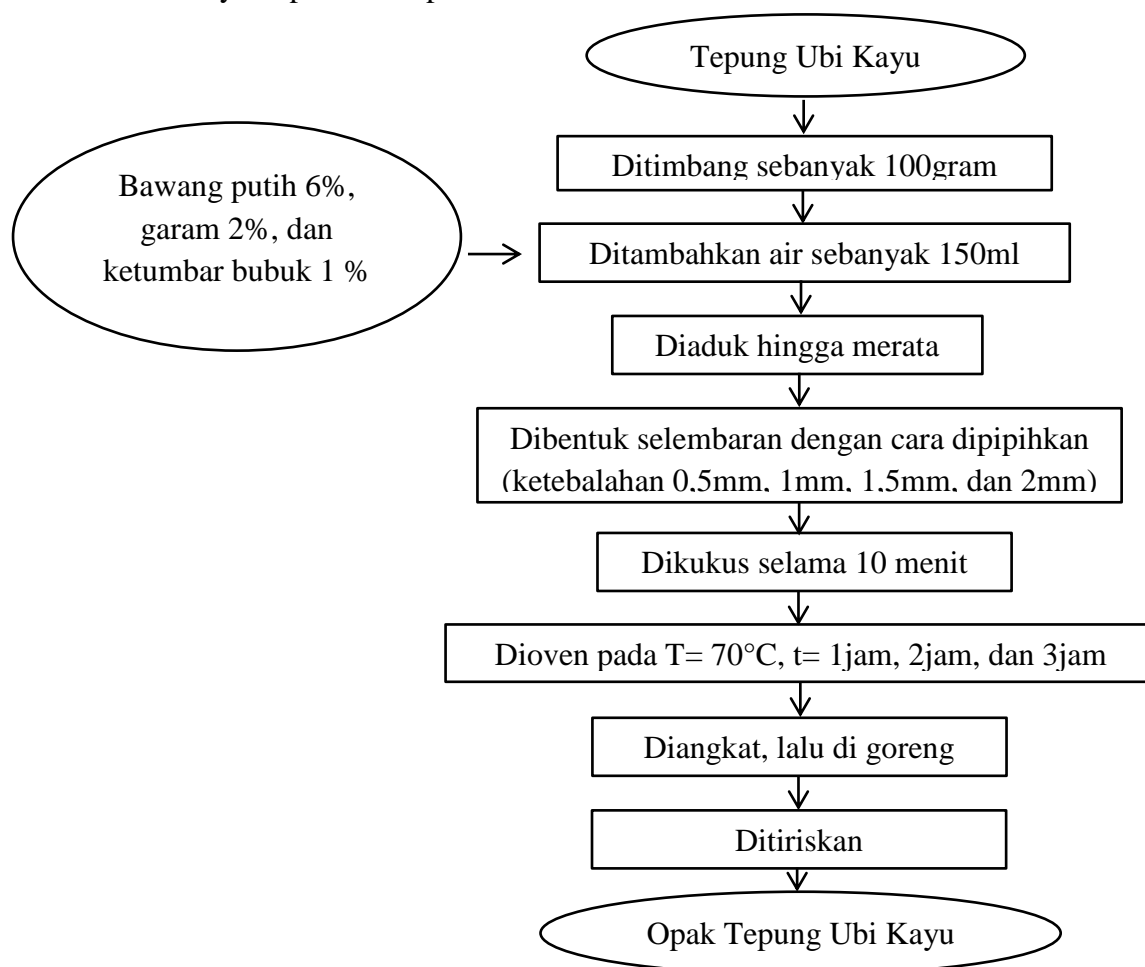 Tepung Ubi Kayu
Ditimbang sebanyak 100gram
Bawang putih 6%,
garam 2%, dan
ketumbar bubuk 1 %
Ditambahkan air sebanyak 150ml
Diaduk hingga merata
Dibentuk selembaran dengan cara dipipihkan
(ketebalahan 0,5mm, 1mm, 1,5mm, dan 2mm)
Dikukus selama 10 menit
Dioven pada T= 70°C, t= 1jam, 2jam, dan 3jam
Diangkat, lalu di goreng
Ditiriskan
Opak Tepung Ubi Kayu